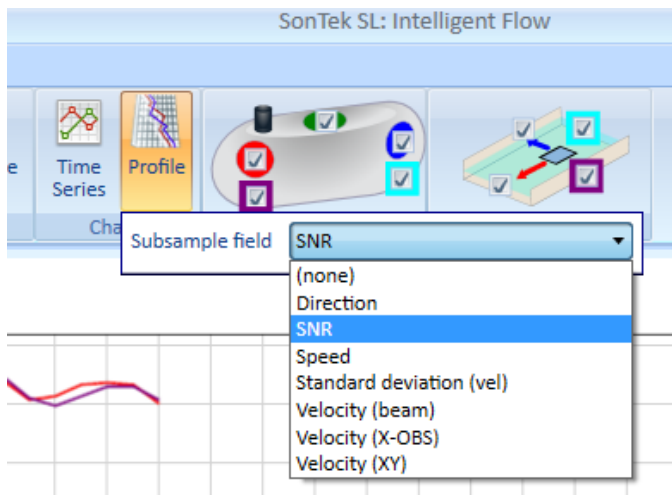 SonTek SL: Intelligent Flow
e
Time
Series
Profile
Cha
Subsample field
SNR
(none)
Direction
SNR
Speed
Standard deviation (vel)
Velocity (beam)
Velocity (X-OBS)
Velocity (XY)